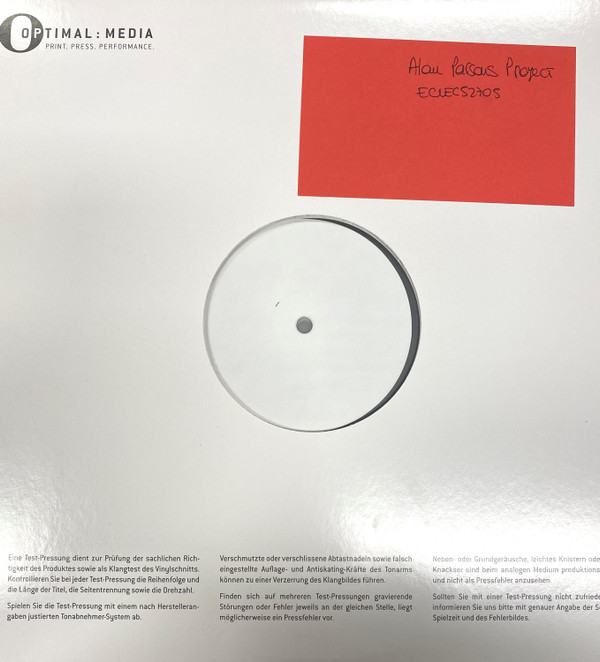 OPTIMAL : MEDIA
PRINT. PRESS. PERFORMANCE.
Alan Parsons Project
ECLEC52705
Eine Test-Pressung dient zur Prüfung der sachlichen Rich-
tigkeit des Produktes sowie als Klangtest des Vinylschnitts.
Kontrollieren Sie bei jeder Test-Pressung die Reihenfolge und
die Länge der Titel, die Seitentrennung sowie die Drehzahl.
Spielen Sie die Test-Pressung mit einem nach Herstelleran-
gaben justierten Tonabnehmer-System ab.
Verschmutzte oder verschlissene Abtastnadeln sowie falsch
eingestellte Auflage- und Antiskating-Kräfte des Tonarms
können zu einer Verzerrung des Klangbildes führen.
Finden sich auf mehreren Test-Pressungen gravierende
Störungen oder Fehler jeweils an der gleichen Stelle, liegt
möglicherweise ein Pressfehler vor.
Neben- oder Grundgeräusche, leichtes Knistern ode
Knackser sind beim analogen Medium produktions
und nicht als Pressfehler anzusehen.
Sollten Sie mit einer Test-Pressung nicht zufriede
informieren Sie uns bitte mit genauer Angabe der S
Spielzeit und des Fehlerbildes.